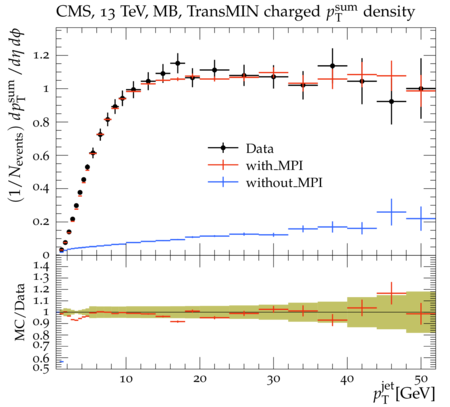 CMS, 13 TeV, MB, TransMIN charged p_T^sum density
(1/N_events) dp_T^sum/dη dϕ
1.2
1
0.8
0.6
0.4
0.2
0
Data
with_MPI
without_MPI
MC/Data
1.4
1.3
1.2
1.1
1
0.9
0.8
0.7
0.6
0.5
10 20 30 40 50
p_T^jet [GeV]